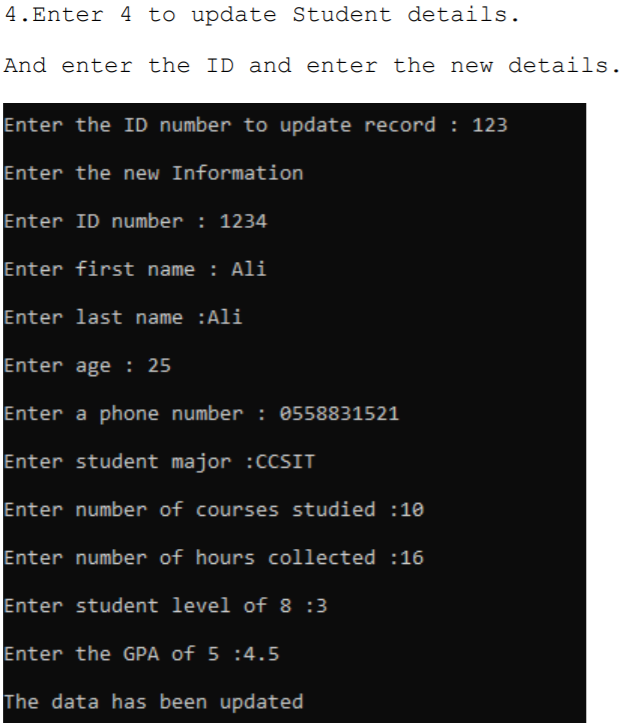 4.Enter 4 to update Student details.
And enter the ID and enter the new details.
Enter the ID number to update record : 123
Enter the new Information
Enter ID number : 1234
Enter first name : Ali
Enter last name :Ali
Enter age : 25
Enter a phone number : 0558831521
Enter student major :CCSIT
Enter number of courses studied :10
Enter number of hours collected :16
Enter student level of 8 :3
Enter the GPA of 5 :4.5
The data has been updated